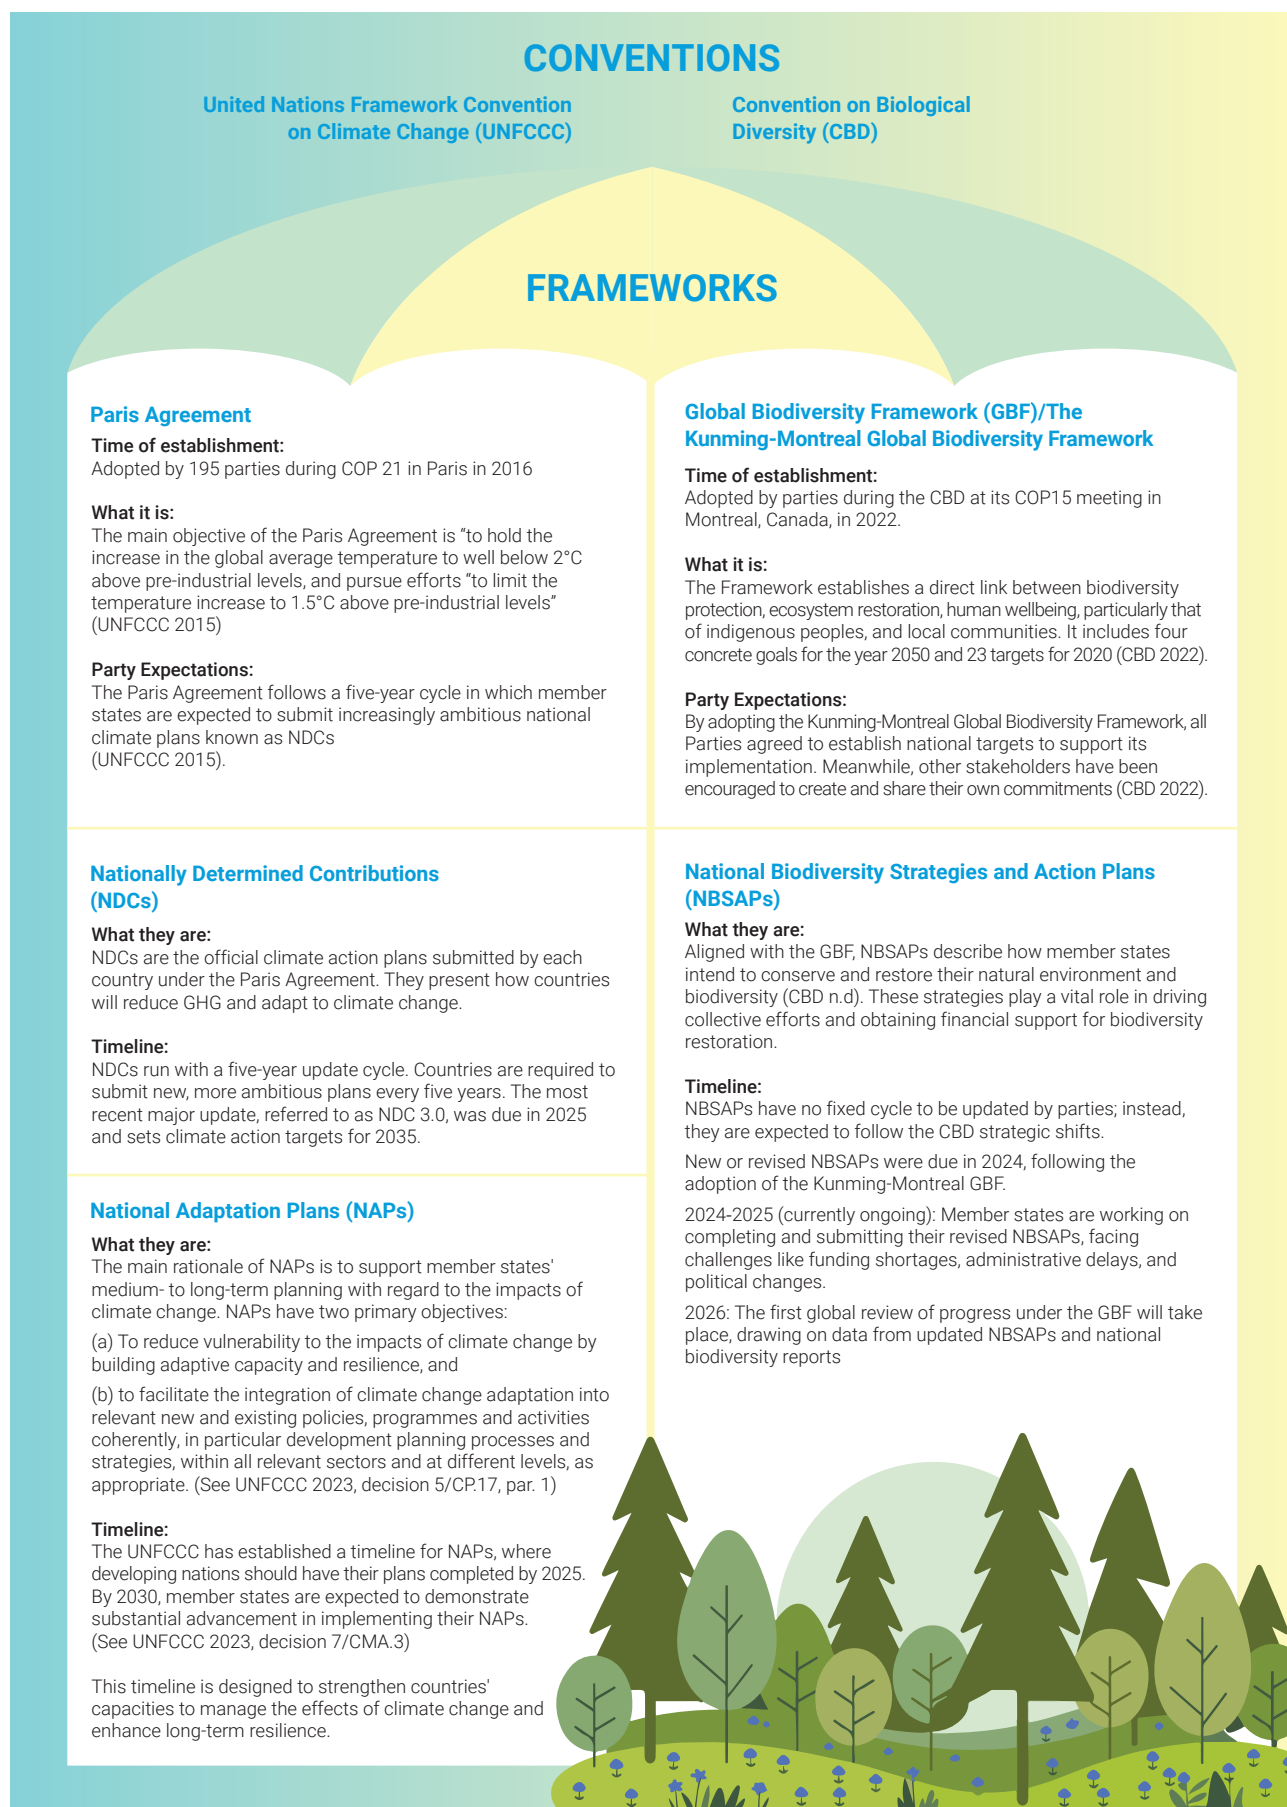 CONVENTIONS
United Nations Framework Convention
on Climate Change (UNFCCC)
Convention on Biological
Diversity (CBD)
FRAMEWORKS
Paris Agreement
Time of establishment:
Adopted by 195 parties during COP 21 in Paris in 2016
What it is:
The main objective of the Paris Agreement is “to hold the
increase in the global average temperature to well below 2°C
above pre-industrial levels, and pursue efforts “to limit the
temperature increase to 1.5°C above pre-industrial levels”
(UNFCCC 2015)
Party Expectations:
The Paris Agreement follows a five-year cycle in which member
states are expected to submit increasingly ambitious national
climate plans known as NDCs
(UNFCCC 2015).
Nationally Determined Contributions
(NDCs)
What they are:
NDCs are the official climate action plans submitted by each
country under the Paris Agreement. They present how countries
will reduce GHG and adapt to climate change.
Timeline:
NDCs run with a five-year update cycle. Countries are required to
submit new, more ambitious plans every five years. The most
recent major update, referred to as NDC 3.0, was due in 2025
and sets climate action targets for 2035.
National Adaptation Plans (NAPs)
What they are:
The main rationale of NAPs is to support member states'
medium- to long-term planning with regard to the impacts of
climate change. NAPs have two primary objectives:
(a) To reduce vulnerability to the impacts of climate change by
building adaptive capacity and resilience, and
(b) to facilitate the integration of climate change adaptation into
relevant new and existing policies, programmes and activities
coherently, in particular development planning processes and
strategies, within all relevant sectors and at different levels, as
appropriate. (See UNFCCC 2023, decision 5/CP.17, par. 1)
Timeline:
The UNFCCC has established a timeline for NAPs, where
developing nations should have their plans completed by 2025.
By 2030, member states are expected to demonstrate
substantial advancement in implementing their NAPs.
(See UNFCCC 2023, decision 7/CMA.3)
This timeline is designed to strengthen countries'
capacities to manage the effects of climate change and
enhance long-term resilience.
Global Biodiversity Framework (GBF)/The
Kunming-Montreal Global Biodiversity Framework
Time of establishment:
Adopted by parties during the CBD at its COP15 meeting in
Montreal, Canada, in 2022.
What it is:
The Framework establishes a direct link between biodiversity
protection, ecosystem restoration, human wellbeing, particularly that
of indigenous peoples, and local communities. It includes four
concrete goals for the year 2050 and 23 targets for 2020 (CBD 2022).
Party Expectations:
By adopting the Kunming-Montreal Global Biodiversity Framework, all
Parties agreed to establish national targets to support its
implementation. Meanwhile, other stakeholders have been
encouraged to create and share their own commitments (CBD 2022).
National Biodiversity Strategies and Action Plans
(NBSAPs)
What they are:
Aligned with the GBF, NBSAPs describe how member states
intend to conserve and restore their natural environment and
biodiversity (CBD n.d). These strategies play a vital role in driving
collective efforts and obtaining financial support for biodiversity
restoration.
Timeline:
NBSAPs have no fixed cycle to be updated by parties; instead,
they are expected to follow the CBD strategic shifts.
New or revised NBSAPs were due in 2024, following the
adoption of the Kunming-Montreal GBF.
2024-2025 (currently ongoing): Member states are working on
completing and submitting their revised NBSAPs, facing
challenges like funding shortages, administrative delays, and
political changes.
2026: The first global review of progress under the GBF will take
place, drawing on data from updated NBSAPs and national
biodiversity reports